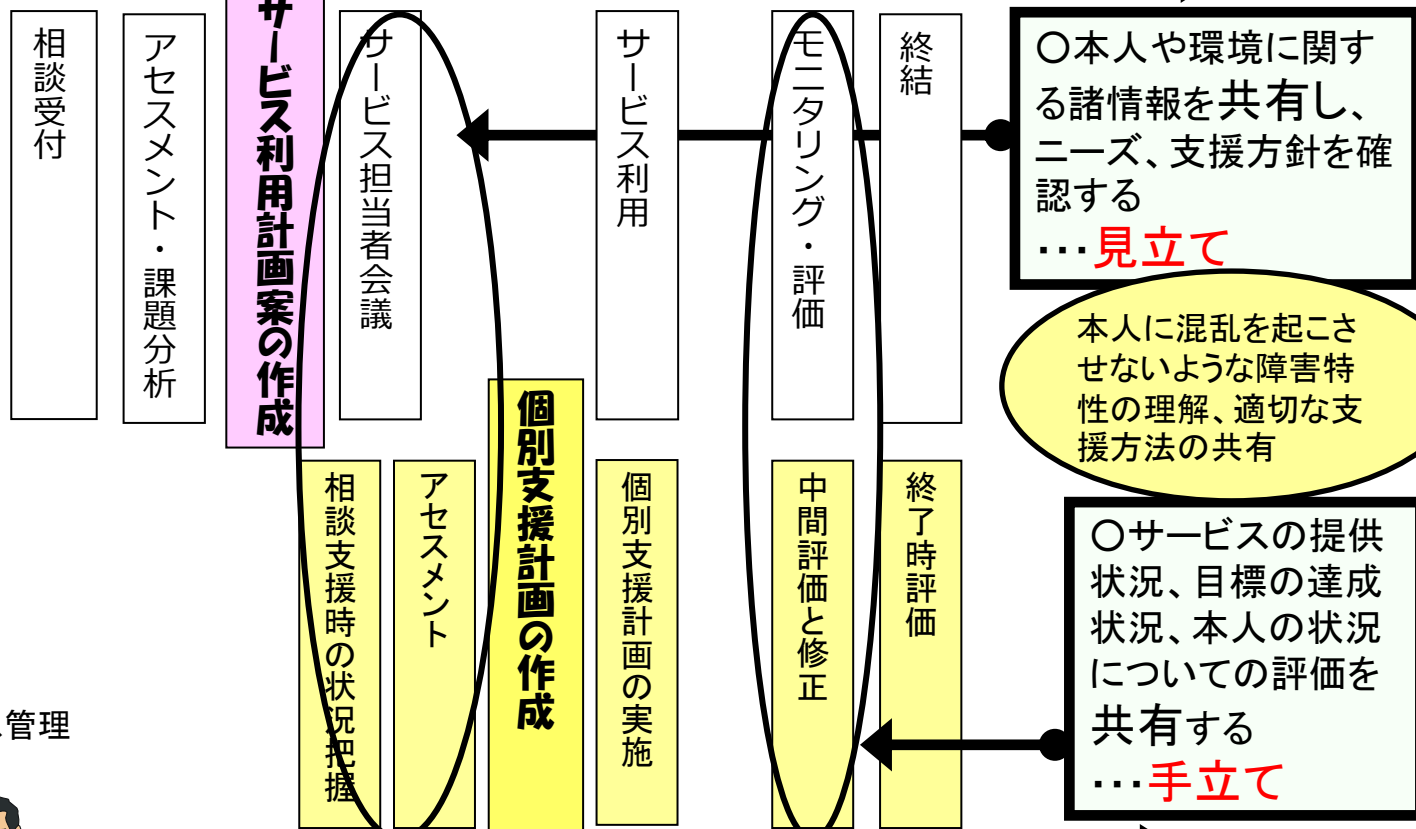 相談受付
アセスメント・課題分析
サービス利用計画案の作成
サービス担当者会議
サービス利用
モニタリング・評価
終結
〇本人や環境に関す
る諸情報を共有し、
ニーズ、支援方針を確
認する
…見立て
本人に混乱を起こさ
せないような障害特
性の理解、適切な支
援方法の共有
相談支援時の状況把握
アセスメント
個別支援計画の作成
個別支援計画の実施
中間評価と修正
終了時評価
〇サービスの提供
状況、目標の達成
状況、本人の状況
についての評価を
共有する
…手立て
管理